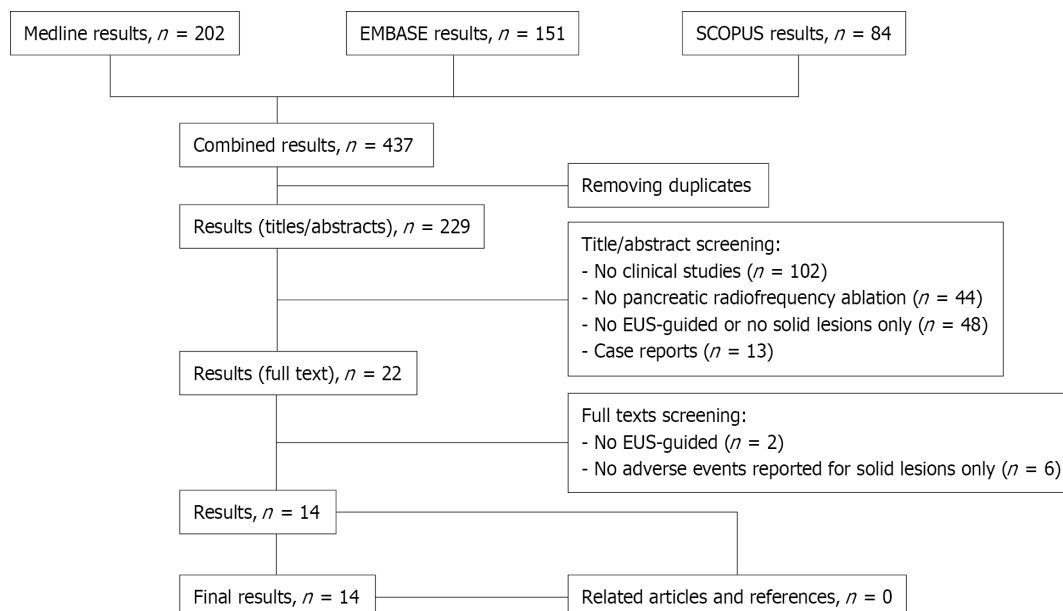 Medline results, n = 202
EMBASE results, n = 151
SCOPUS results, n = 84
Combined results, n = 437
Removing duplicates
Results (titles/abstracts), n = 229
Title/abstract screening:
- No clinical studies (n = 102)
- No pancreatic radiofrequency ablation (n = 44)
- No EUS-guided or no solid lesions only (n = 48)
- Case reports (n = 13)
Results (full text), n = 22
Full texts screening:
- No EUS-guided (n = 2)
- No adverse events reported for solid lesions only (n = 6)
Results, n = 14
Final results, n = 14
Related articles and references, n = 0